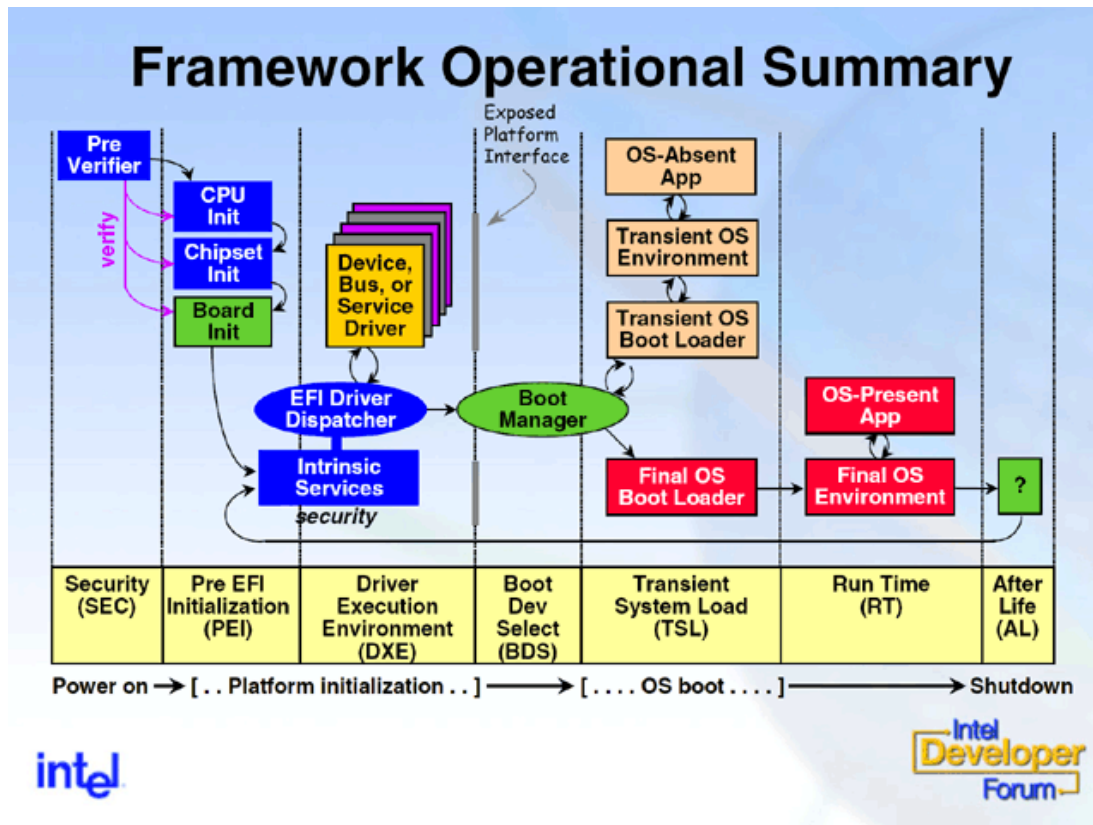 Framework Operational Summary
Exposed
Platform
Interface
Pre
Verifier
verify
CPU
Init
Chipset
Init
Board
Init
Device,
Bus, or
Service
Driver
EFI Driver
Dispatcher
Intrinsic
Services
security
Boot
Manager
OS-Absent
App
Transient OS
Environment
Transient OS
Boot Loader
Final OS
Boot Loader
OS-Present
App
Final OS
Environment
?
Security
(SEC)
Pre EFI
Initialization
(PEI)
Driver
Execution
Environment
(DXE)
Boot
Dev
Select
(BDS)
Transient
System Load
(TSL)
Run Time
(RT)
After
Life
(AL)
Power on → [ . . Platform initialization . . ] → [ . . . . OS boot . . . . ] → Shutdown
intel
Intel
Developer
Forum